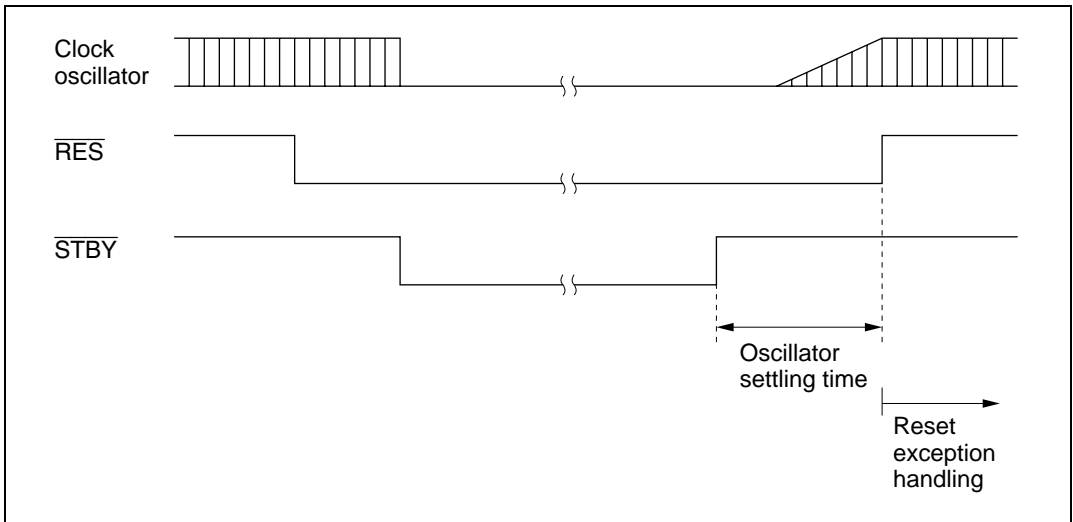 Clock
oscillator
RES
STBY
Oscillator
settling time
Reset
exception
handling